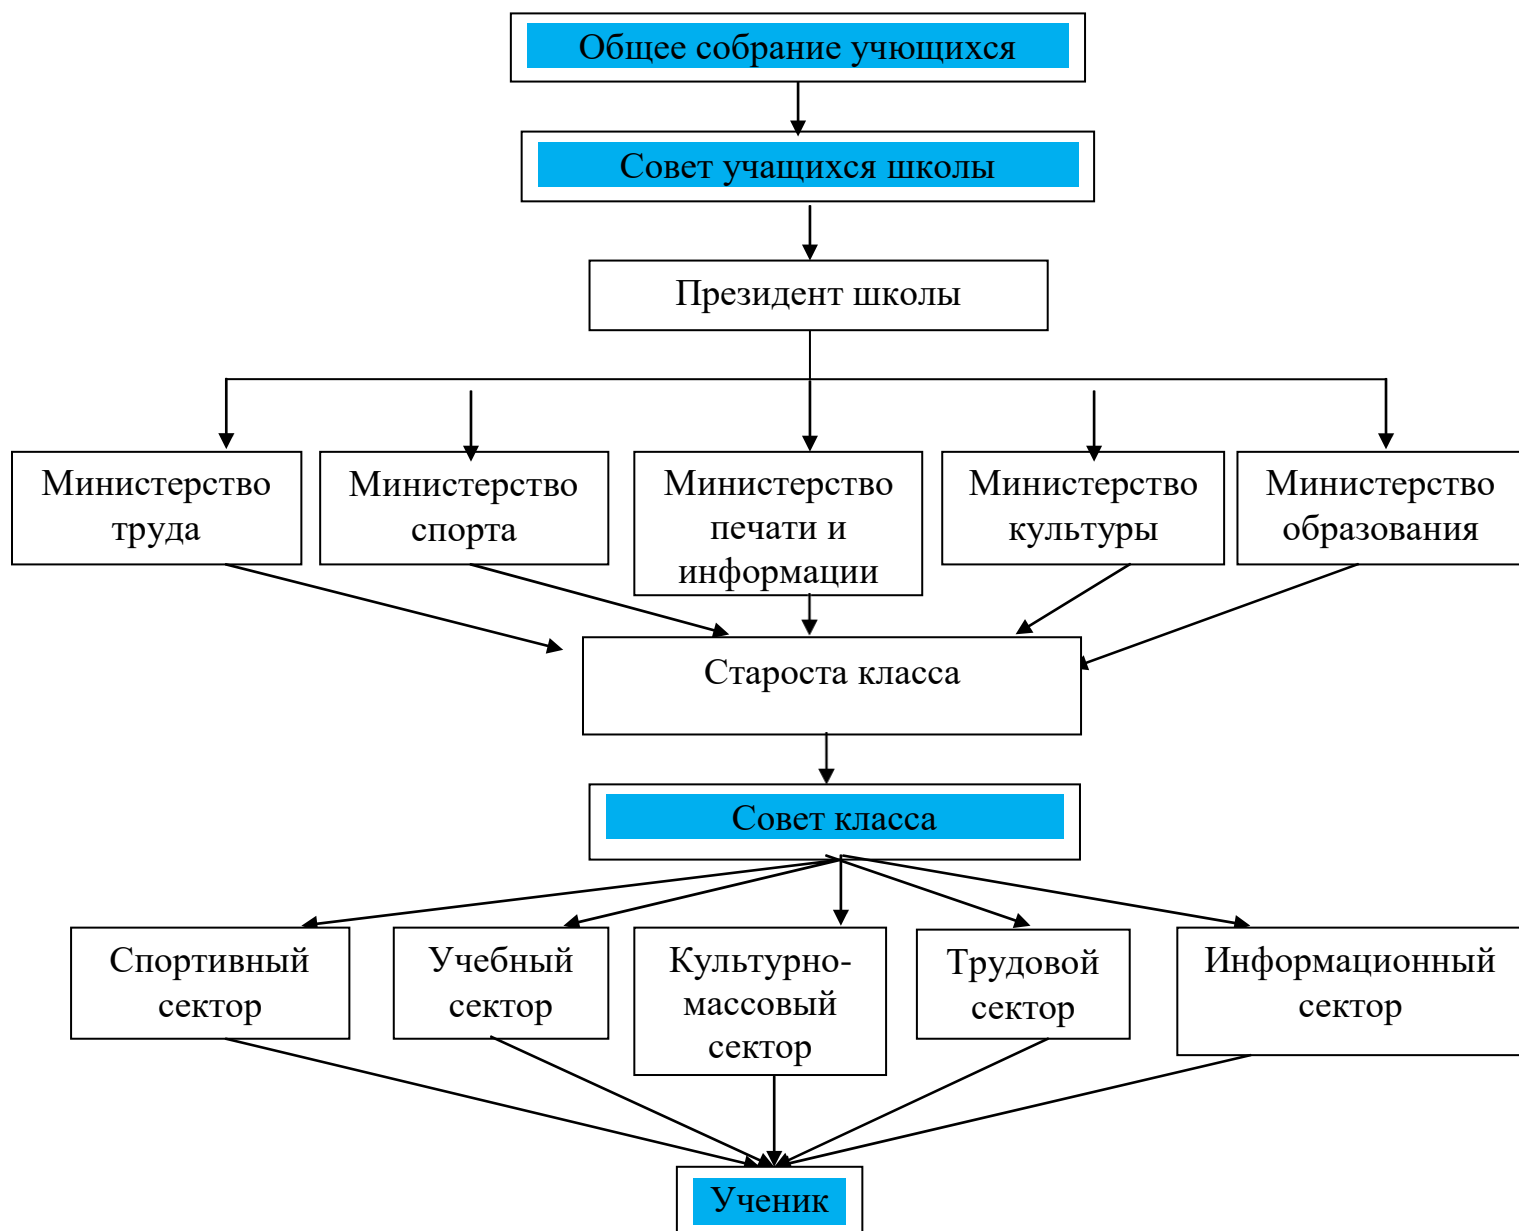 Общее собрание учющихся
Совет учащихся школы
Президент школы
Министерство
труда
Министерство
спорта
Министерство
печати и
информации
Министерство
культуры
Министерство
образования
Староста класса
Совет класса
Спортивный
сектор
Учебный
сектор
Культурно-
массовый
сектор
Трудовой
сектор
Информационный
сектор
Ученик